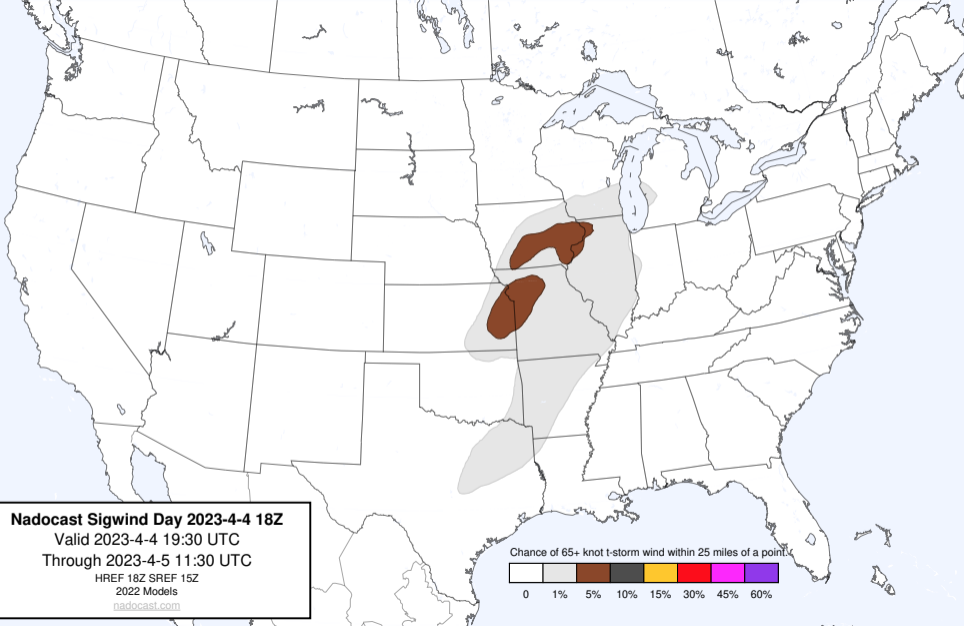 Nadocast Sigwind Day 2023-4-4 18Z
Valid 2023-4-4 19:30 UTC
Through 2023-4-5 11:30 UTC
HREF 18Z SREF 15Z
2022 Models
nadocast.com
Chance of 65+ knot t-storm wind within 25 miles of a point.
0 1% 5% 10% 15% 30% 45% 60%